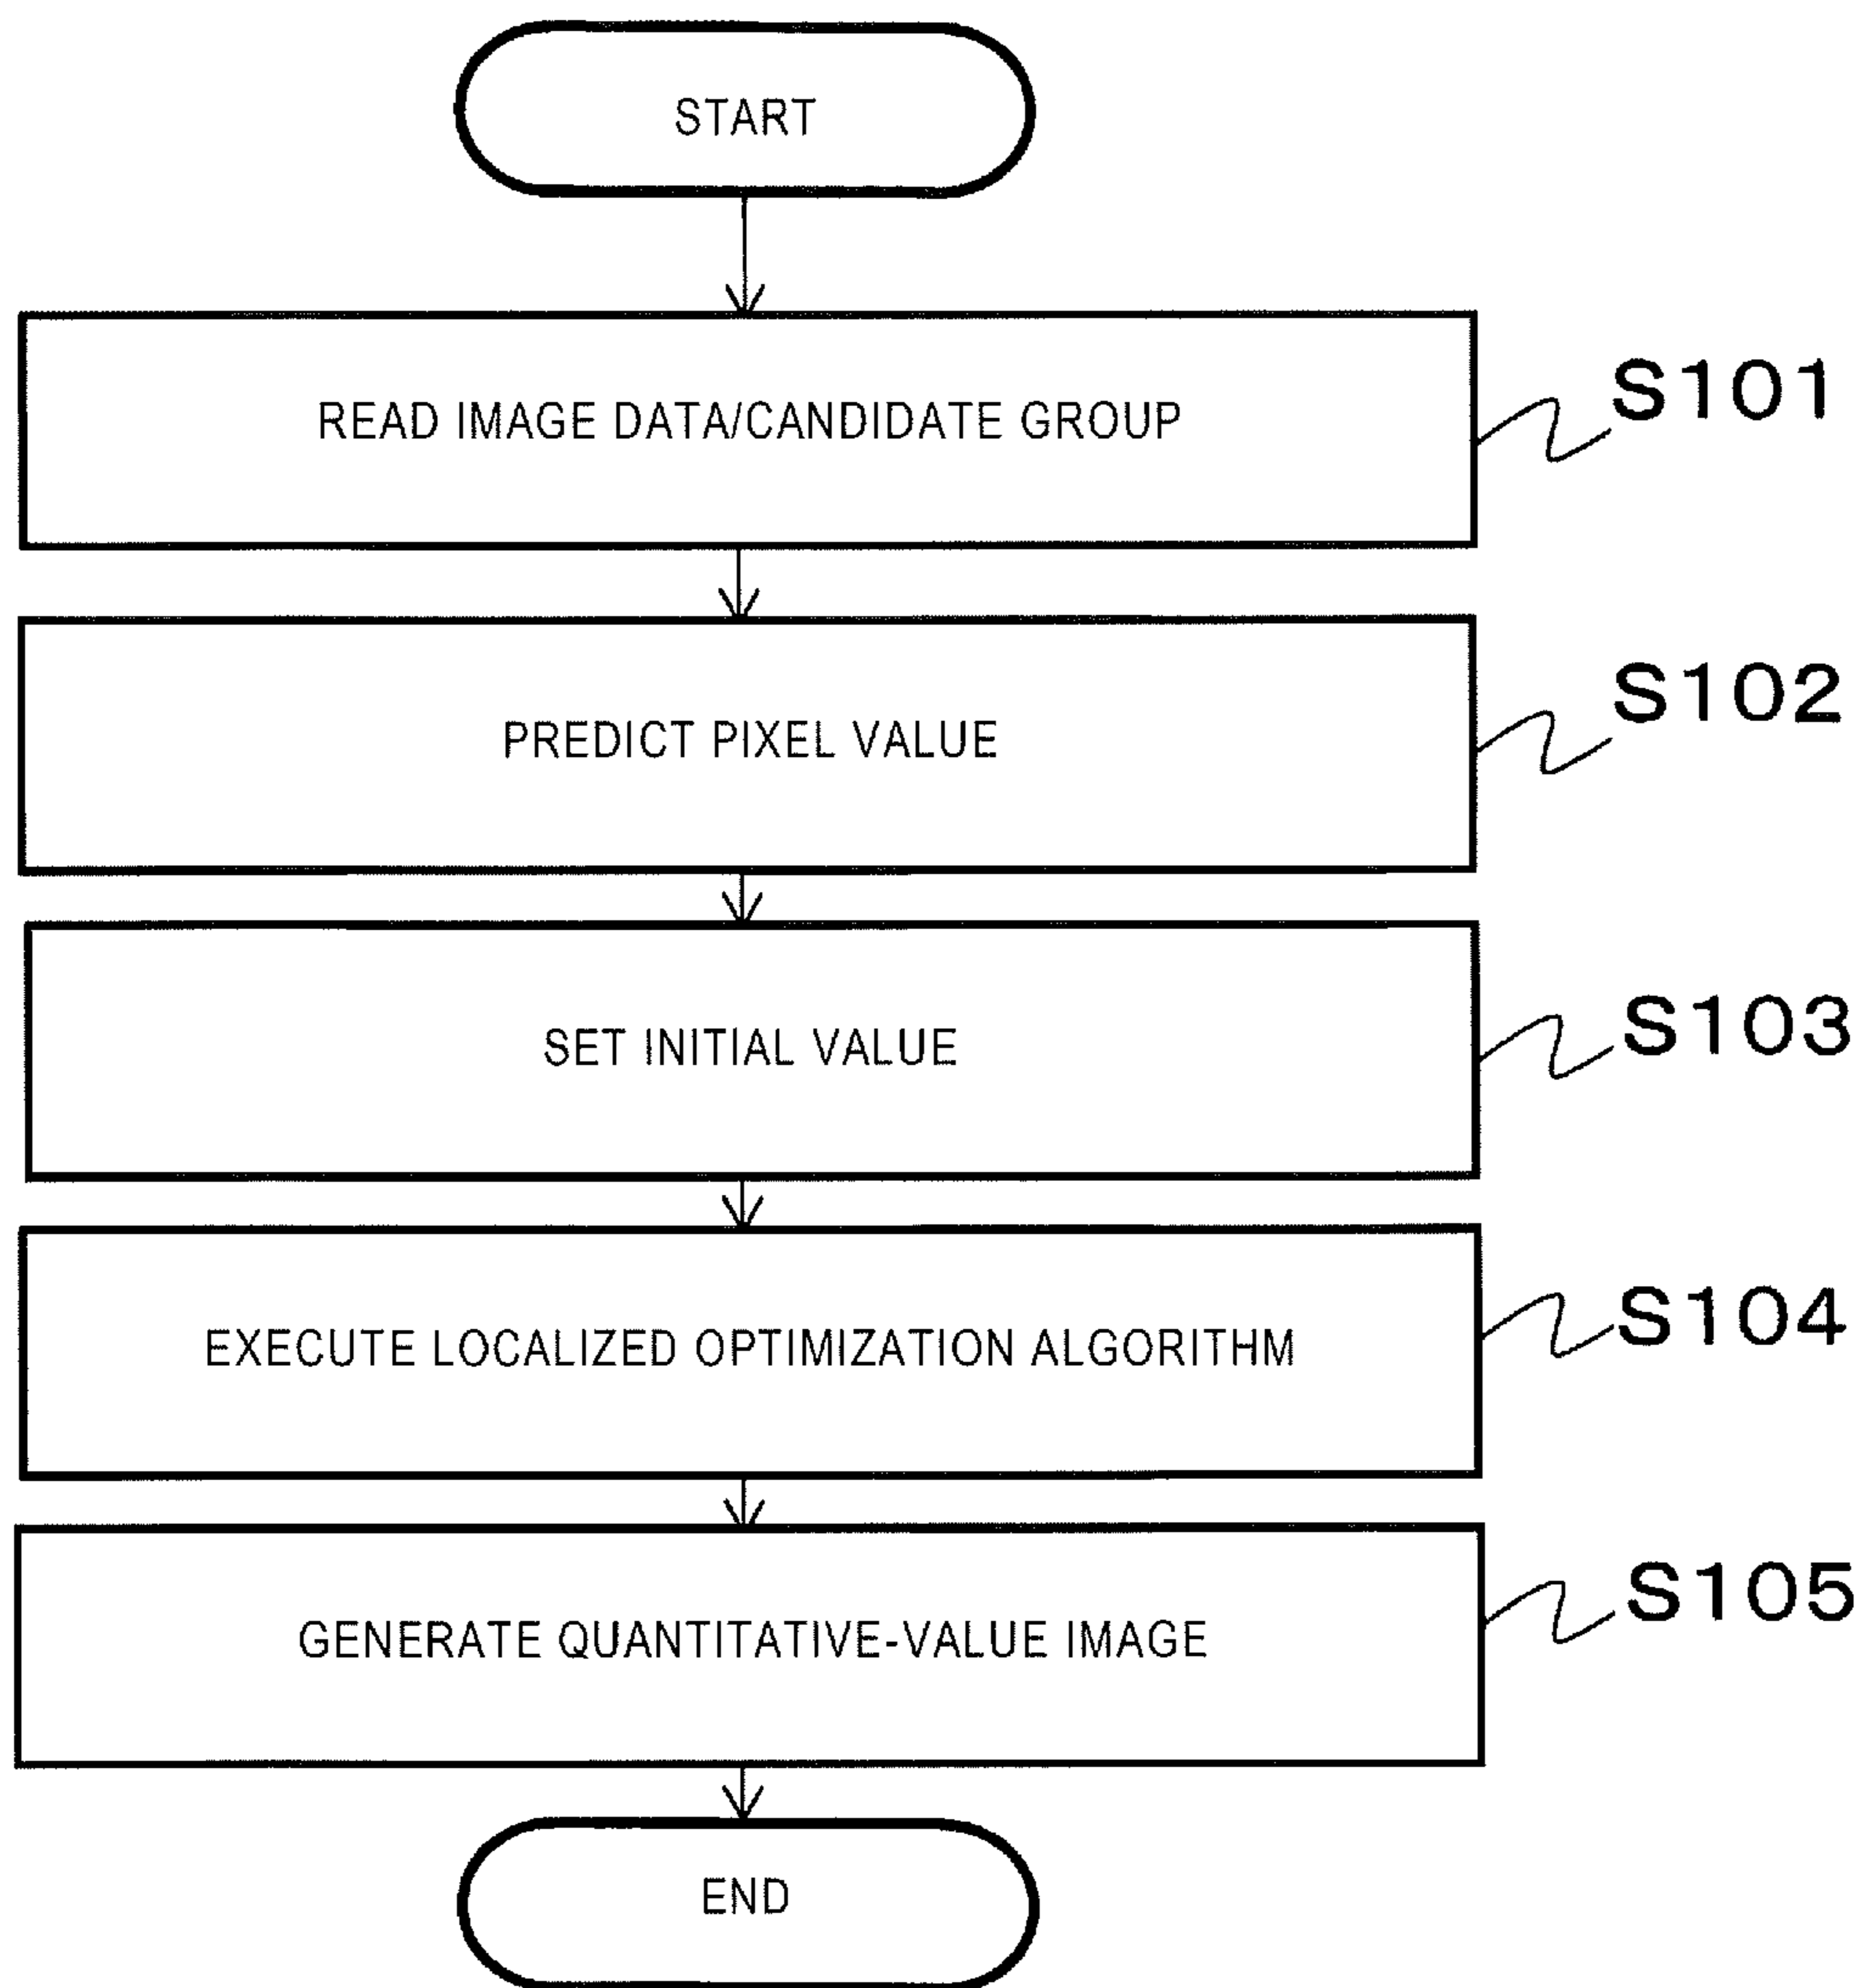 START
READ IMAGE DATA/CANDIDATE GROUP
S101
PREDICT PIXEL VALUE
S102
SET INITIAL VALUE
S103
EXECUTE LOCALIZED OPTIMIZATION ALGORITHM
S104
GENERATE QUANTITATIVE-VALUE IMAGE
S105
END